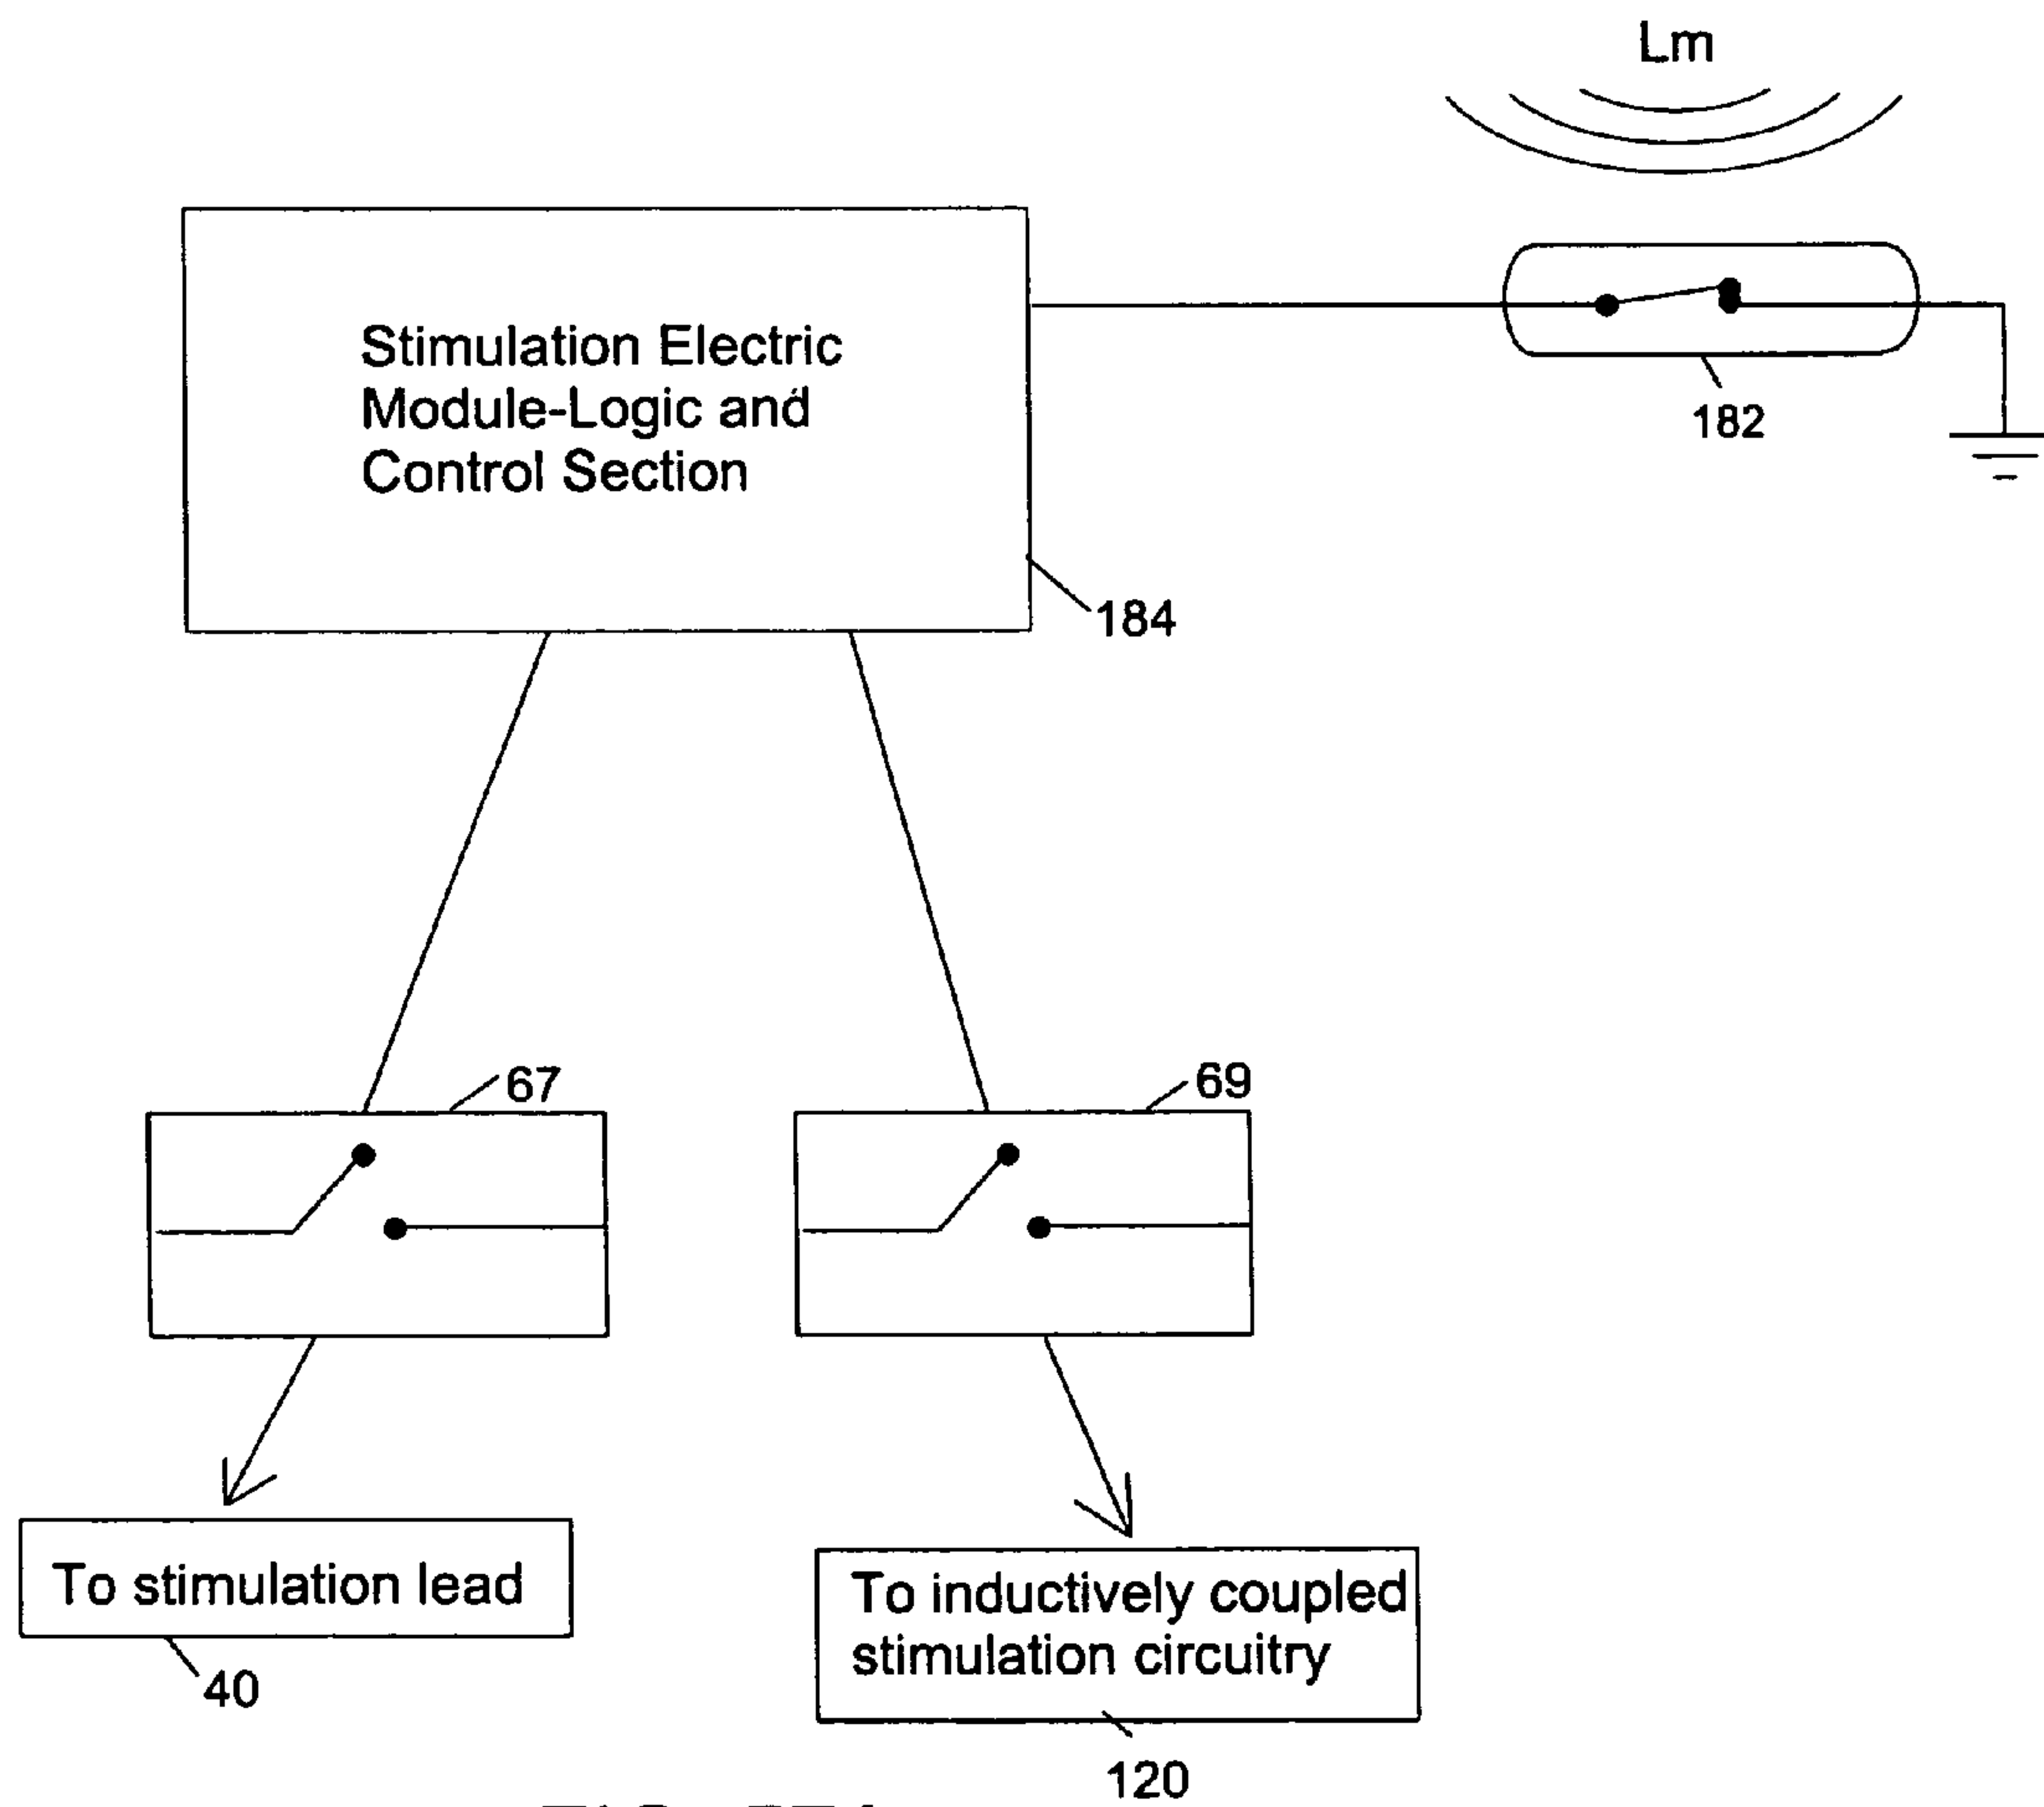 Lm
Stimulation Electric
Module-Logic and
Control Section
182
184
67
69
To stimulation lead
40
To inductively coupled
stimulation circuitry
120